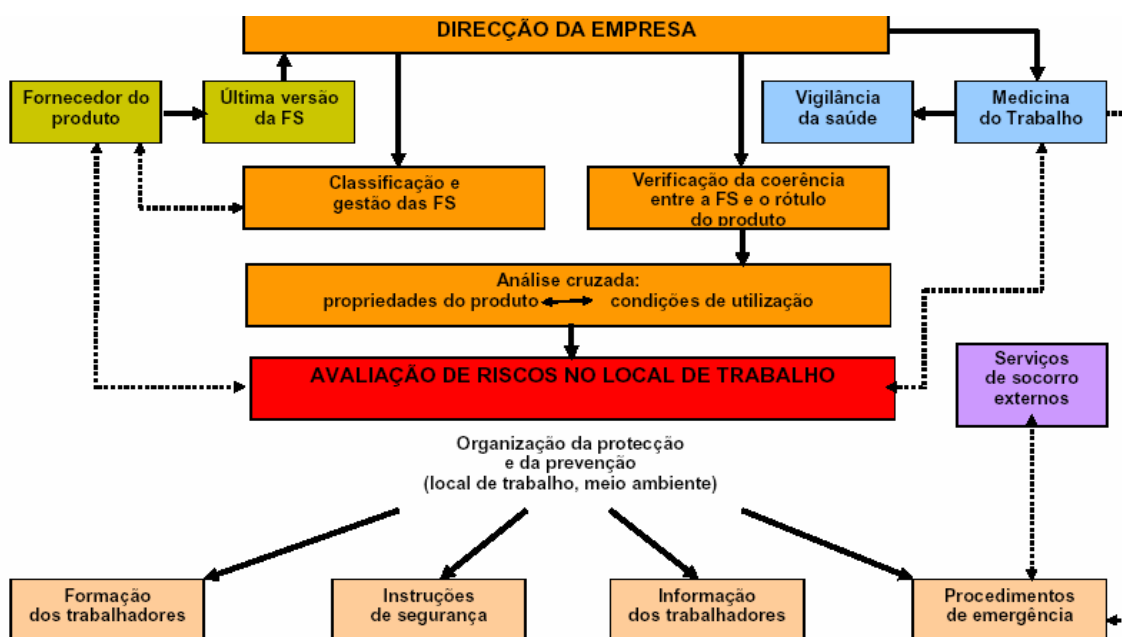 DIRECÇÃO DA EMPRESA
Fornecedor do
produto
Última versão
da FS
Vigilância
da saúde
Medicina
do Trabalho
Classificação e
gestão das FS
Verificação da coerência
entre a FS e o rótulo
do produto
Análise cruzada:
propriedades do produto condições de utilização
AVALIAÇÃO DE RISCOS NO LOCAL DE TRABALHO
Serviços
de socorro
externos
Organização da protecção
e da prevenção
(local de trabalho, meio ambiente)
Formação
dos trabalhadores
Instruções
de segurança
Informação
dos trabalhadores
Procedimentos
de emergência